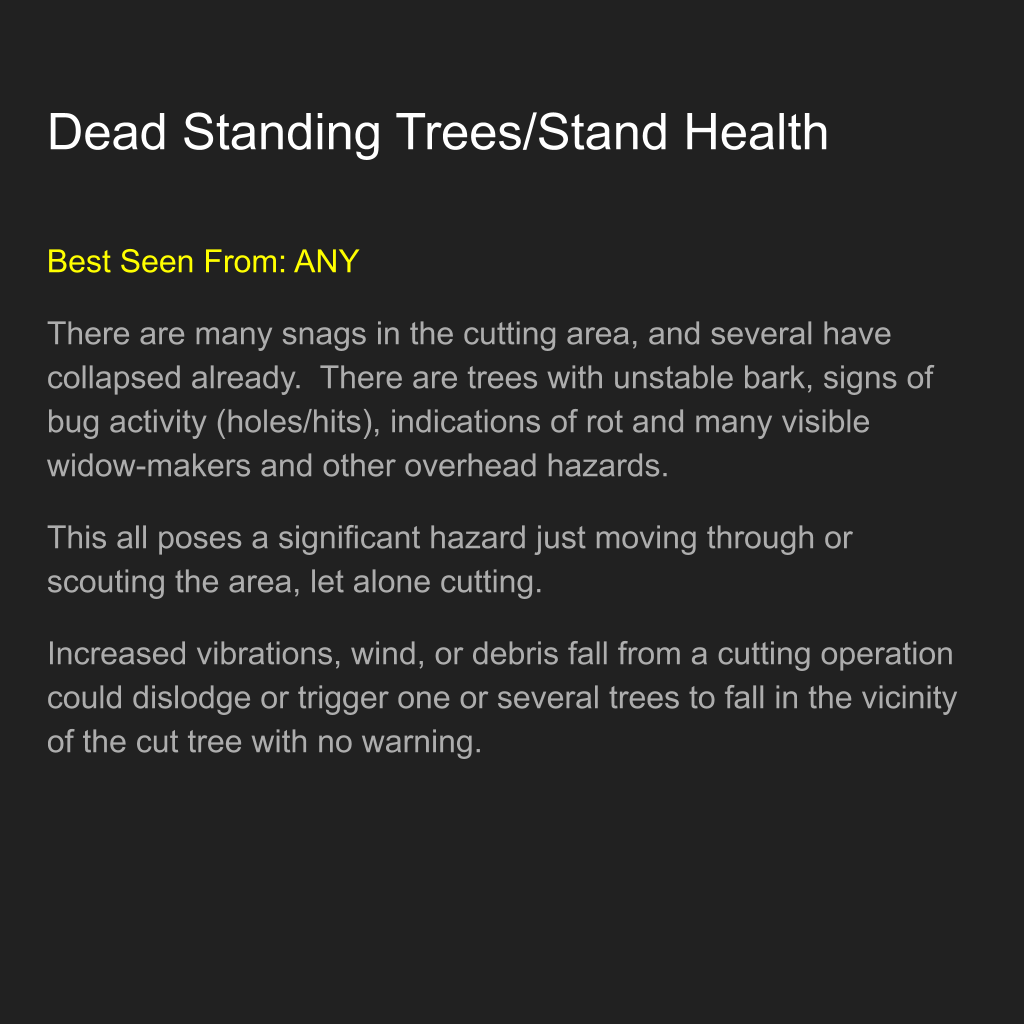 Dead Standing Trees/Stand Health
Best Seen From: ANY
There are many snags in the cutting area, and several have
collapsed already.  There are trees with unstable bark, signs of
bug activity (holes/hits), indications of rot and many visible
widow-makers and other overhead hazards.
This all poses a significant hazard just moving through or
scouting the area, let alone cutting.
Increased vibrations, wind, or debris fall from a cutting operation
could dislodge or trigger one or several trees to fall in the vicinity
of the cut tree with no warning.